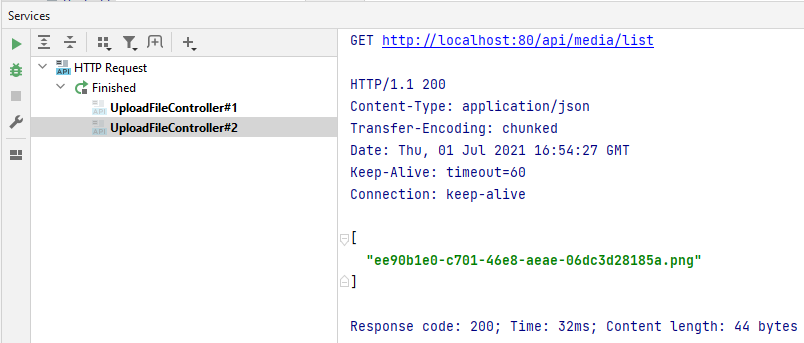 Services
HTTP Request
Finished
UploadFileController#1
UploadFileController#2
GET http://localhost:80/api/media/list
HTTP/1.1 200
Content-Type: application/json
Transfer-Encoding: chunked
Date: Thu, 01 Jul 2021 16:54:27 GMT
Keep-Alive: timeout=60
Connection: keep-alive
[
"ee90b1e0-c701-46e8-aeae-06dc3d28185a.png"
]
Response code: 200; Time: 32ms; Content length: 44 bytes